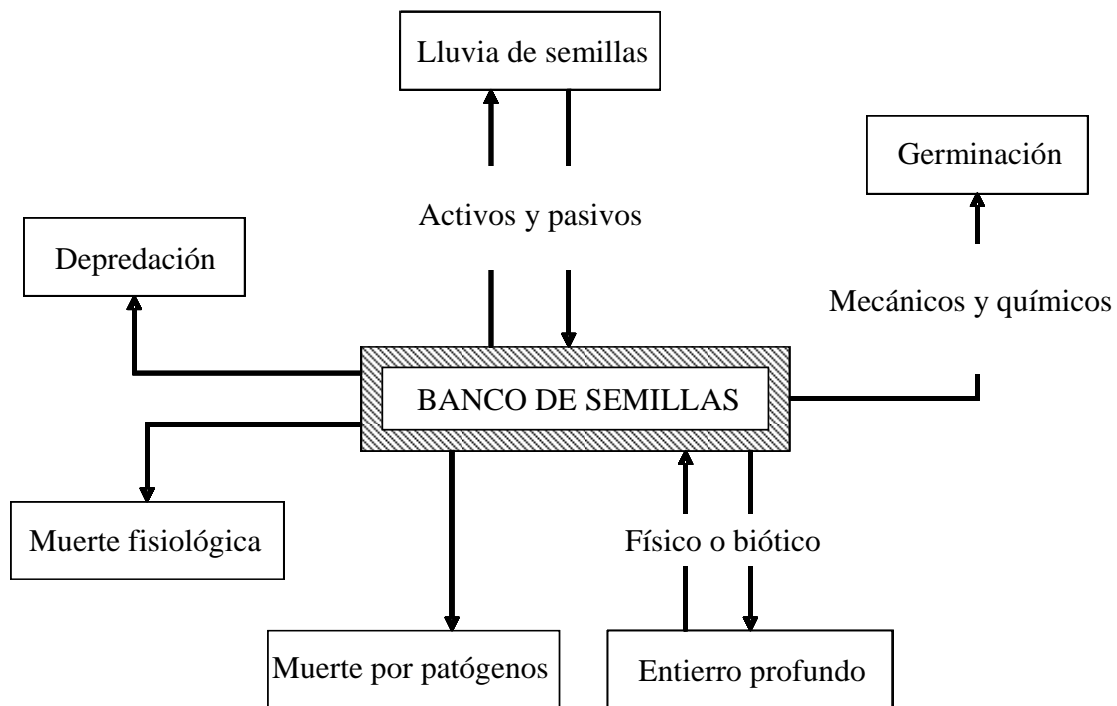 Lluvia de semillas
Germinación
Activos y pasivos
Depredación
Mecánicos y químicos
BANCO DE SEMILLAS
Muerte fisiológica
Físico o biótico
Muerte por patógenos
Entierro profundo